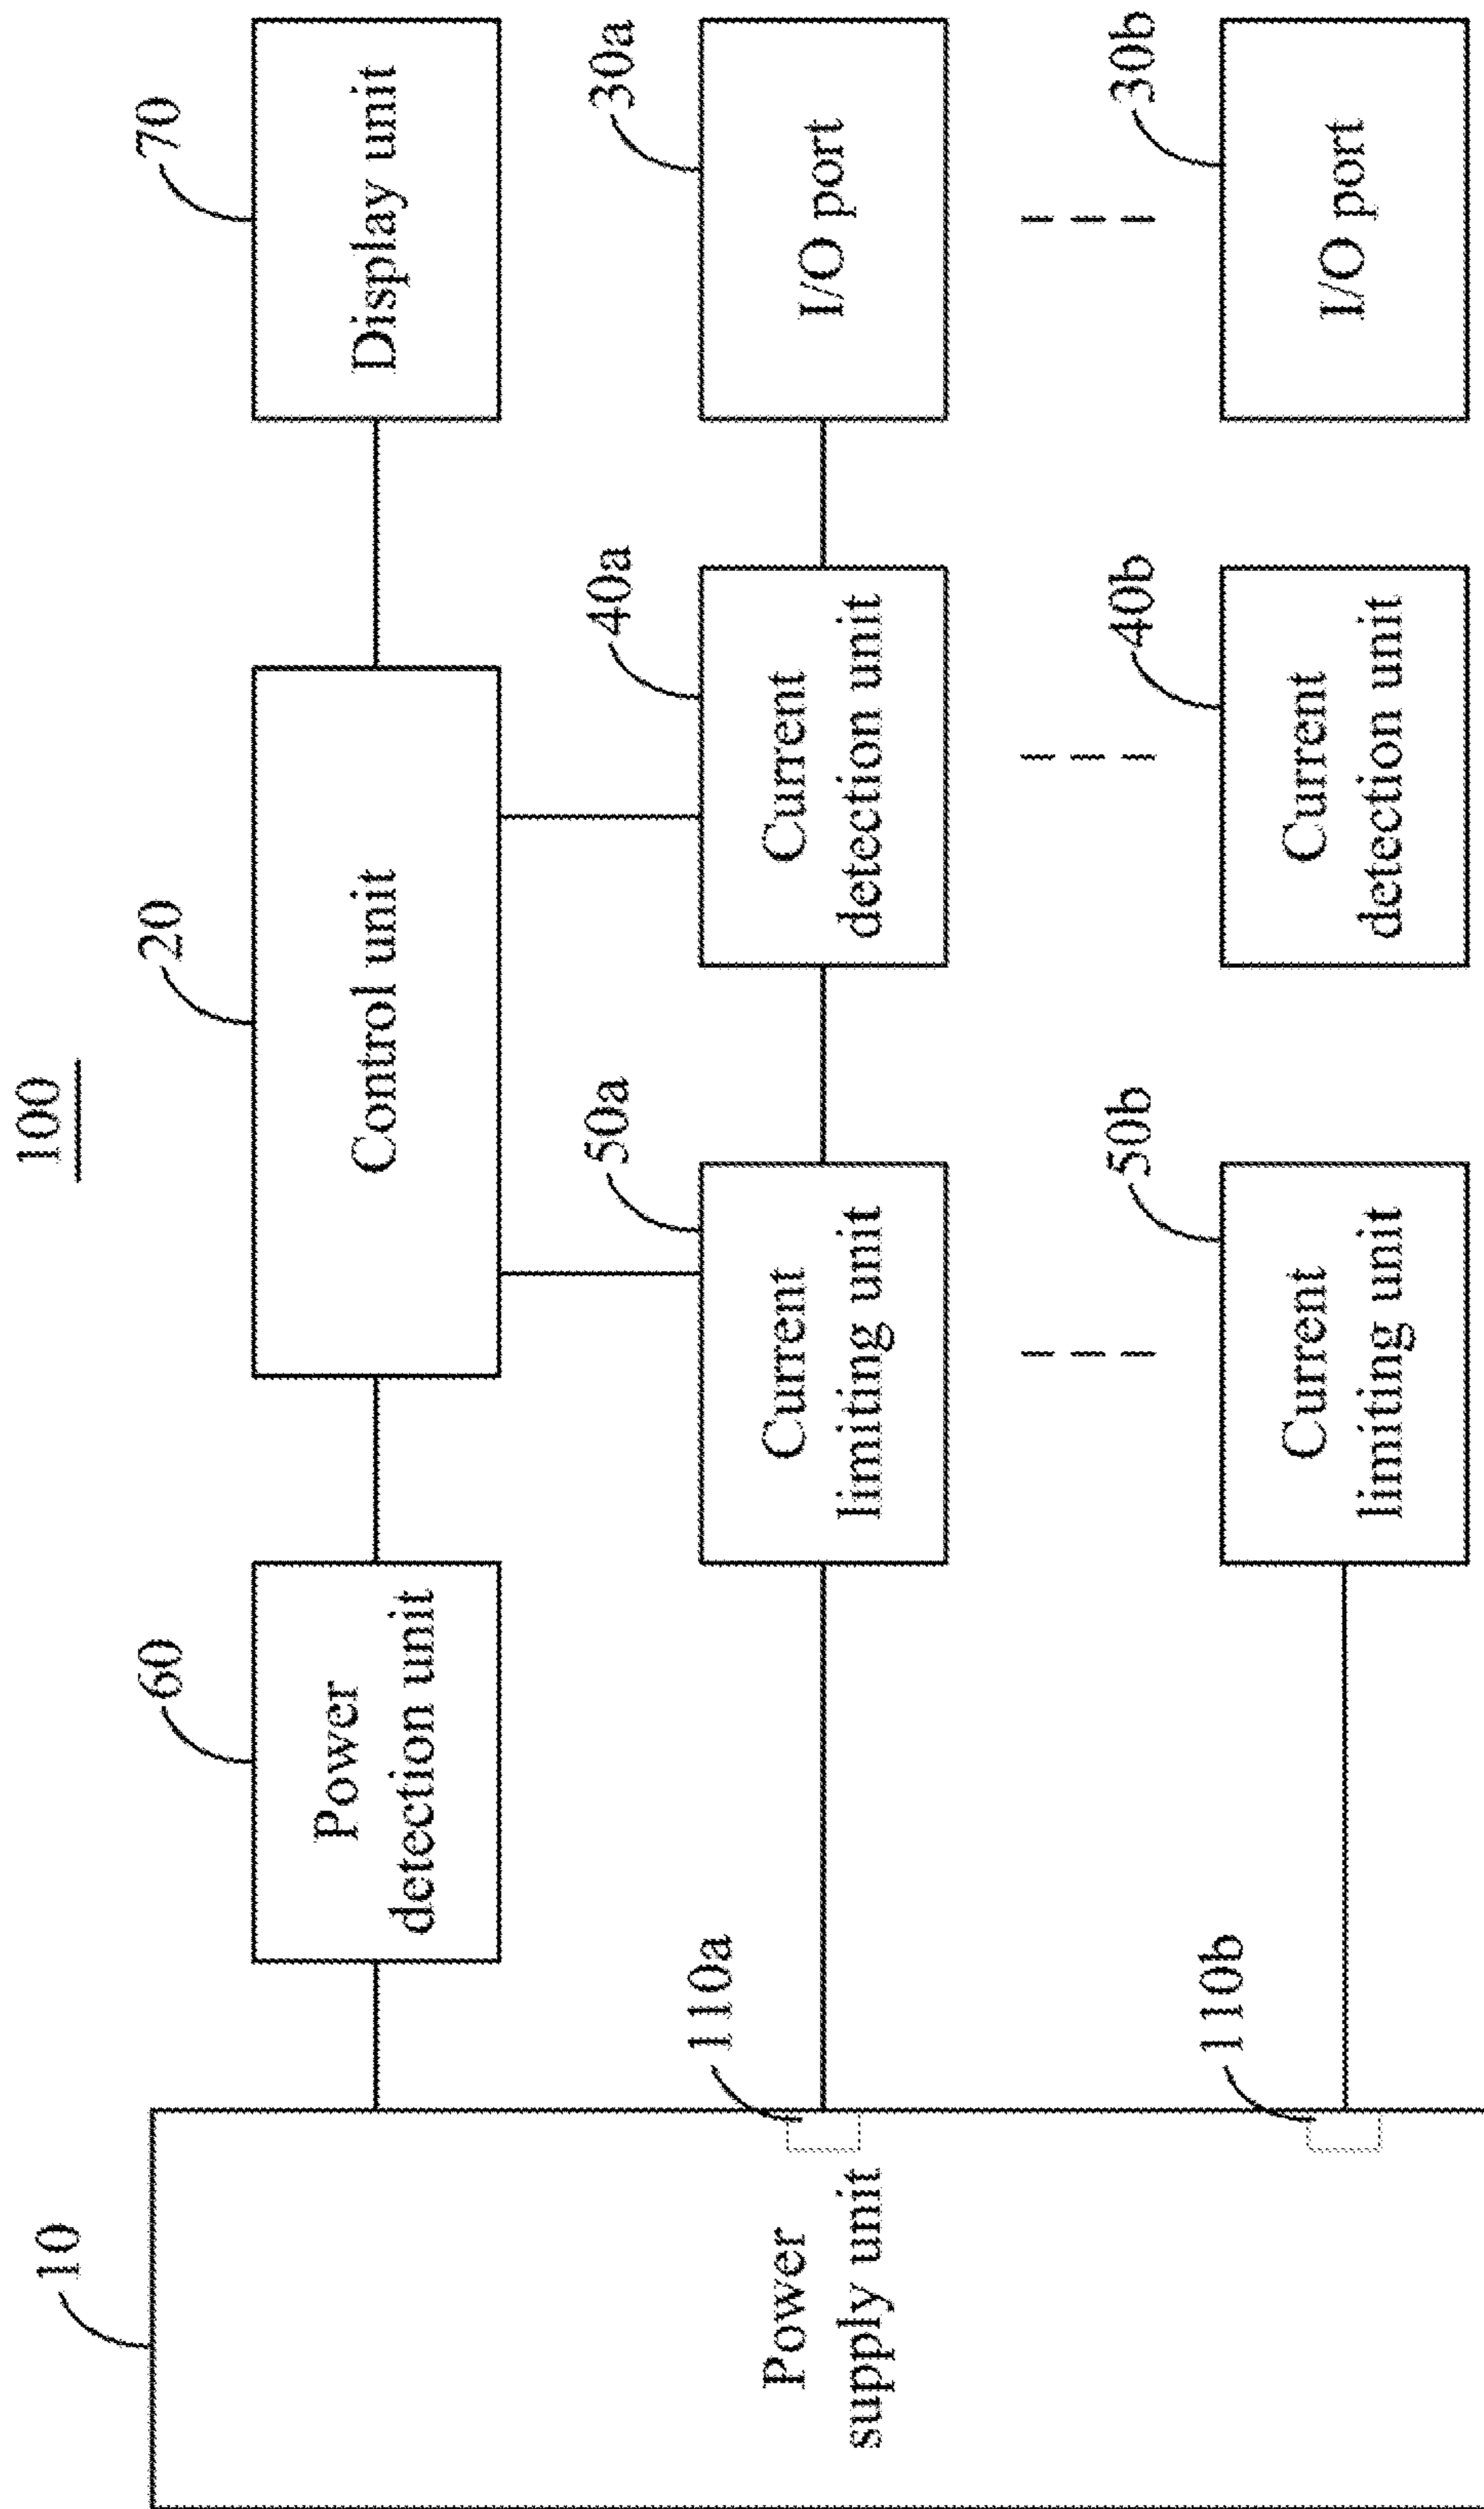 100
10
Power
supply unit
110a
110b
60
Power
detection unit
20
Control unit
70
Display unit
50a
Current
limiting unit
40a
Current
detection unit
30a
I/O port
50b
Current
limiting unit
40b
Current
detection unit
30b
I/O port